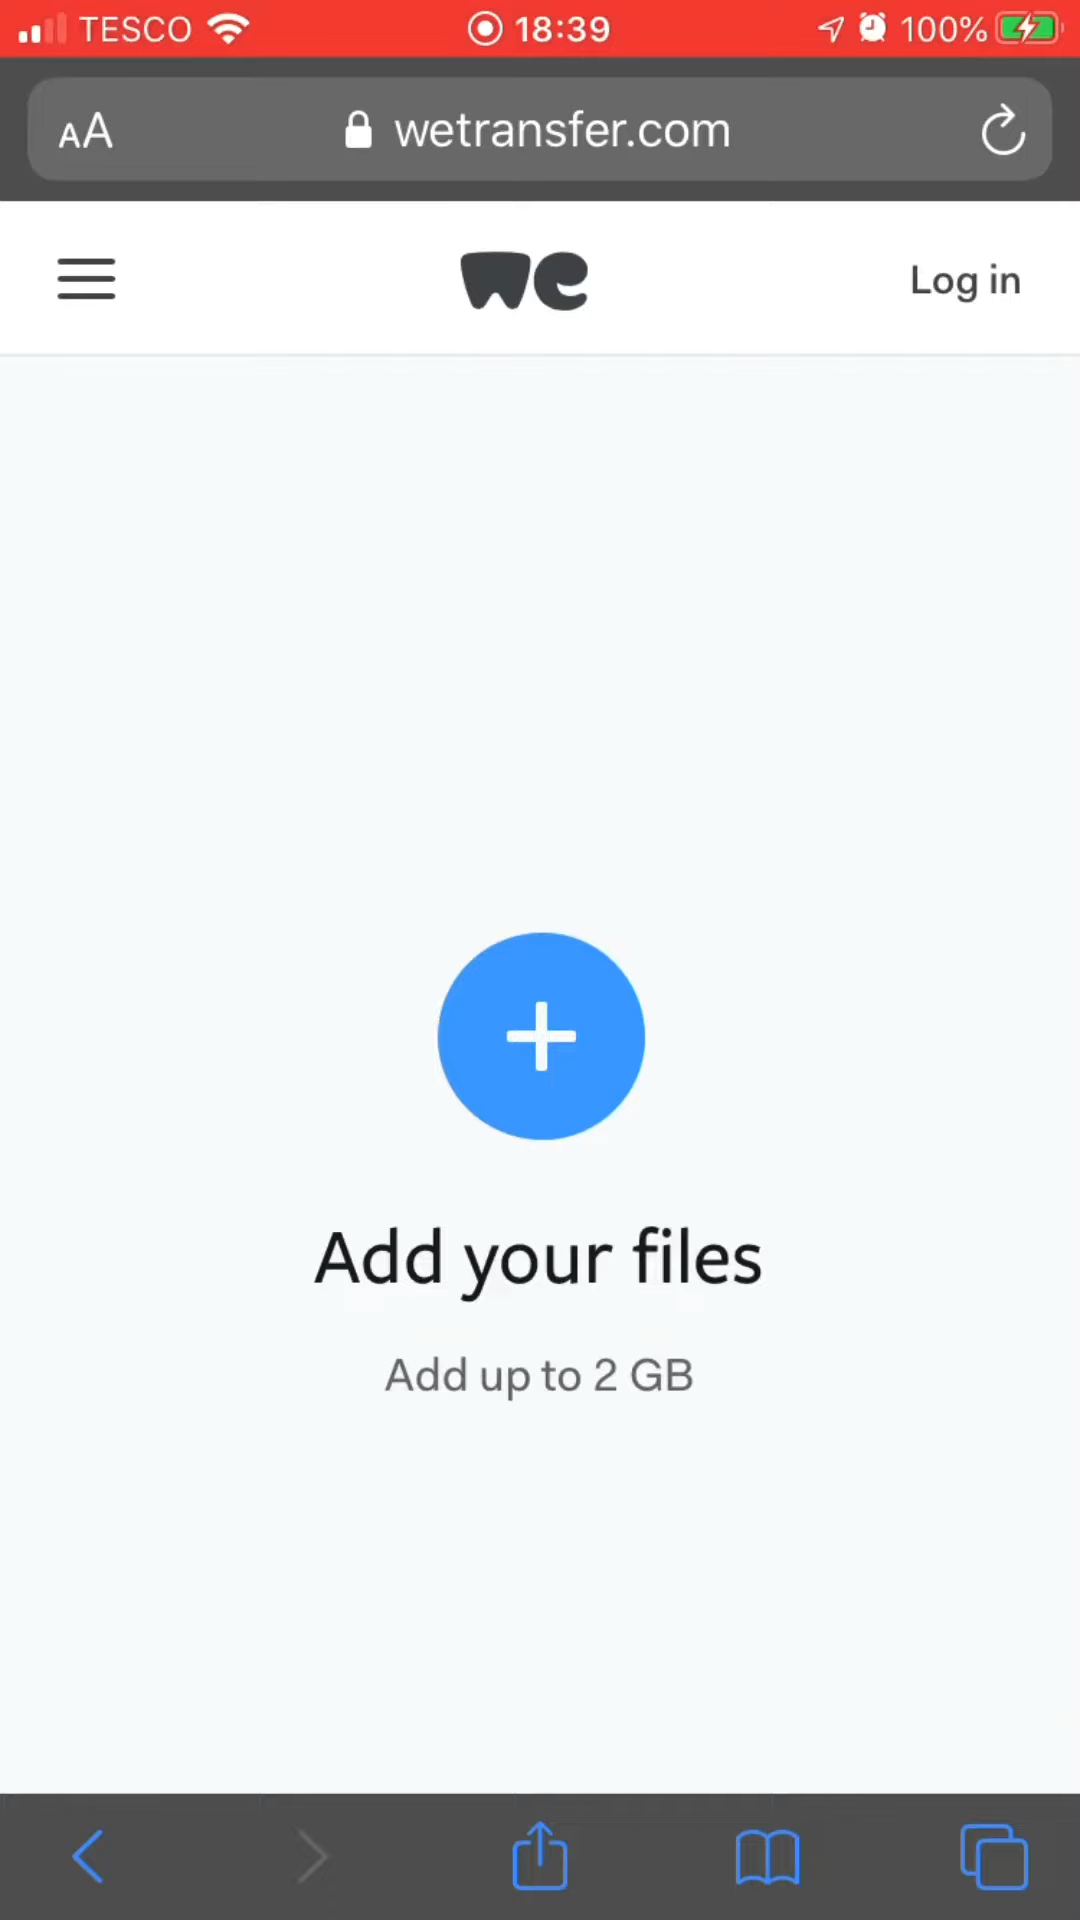 TESCO 18:39 100%
AA wetransfer.com
we Log in
Add your files
Add up to 2 GB